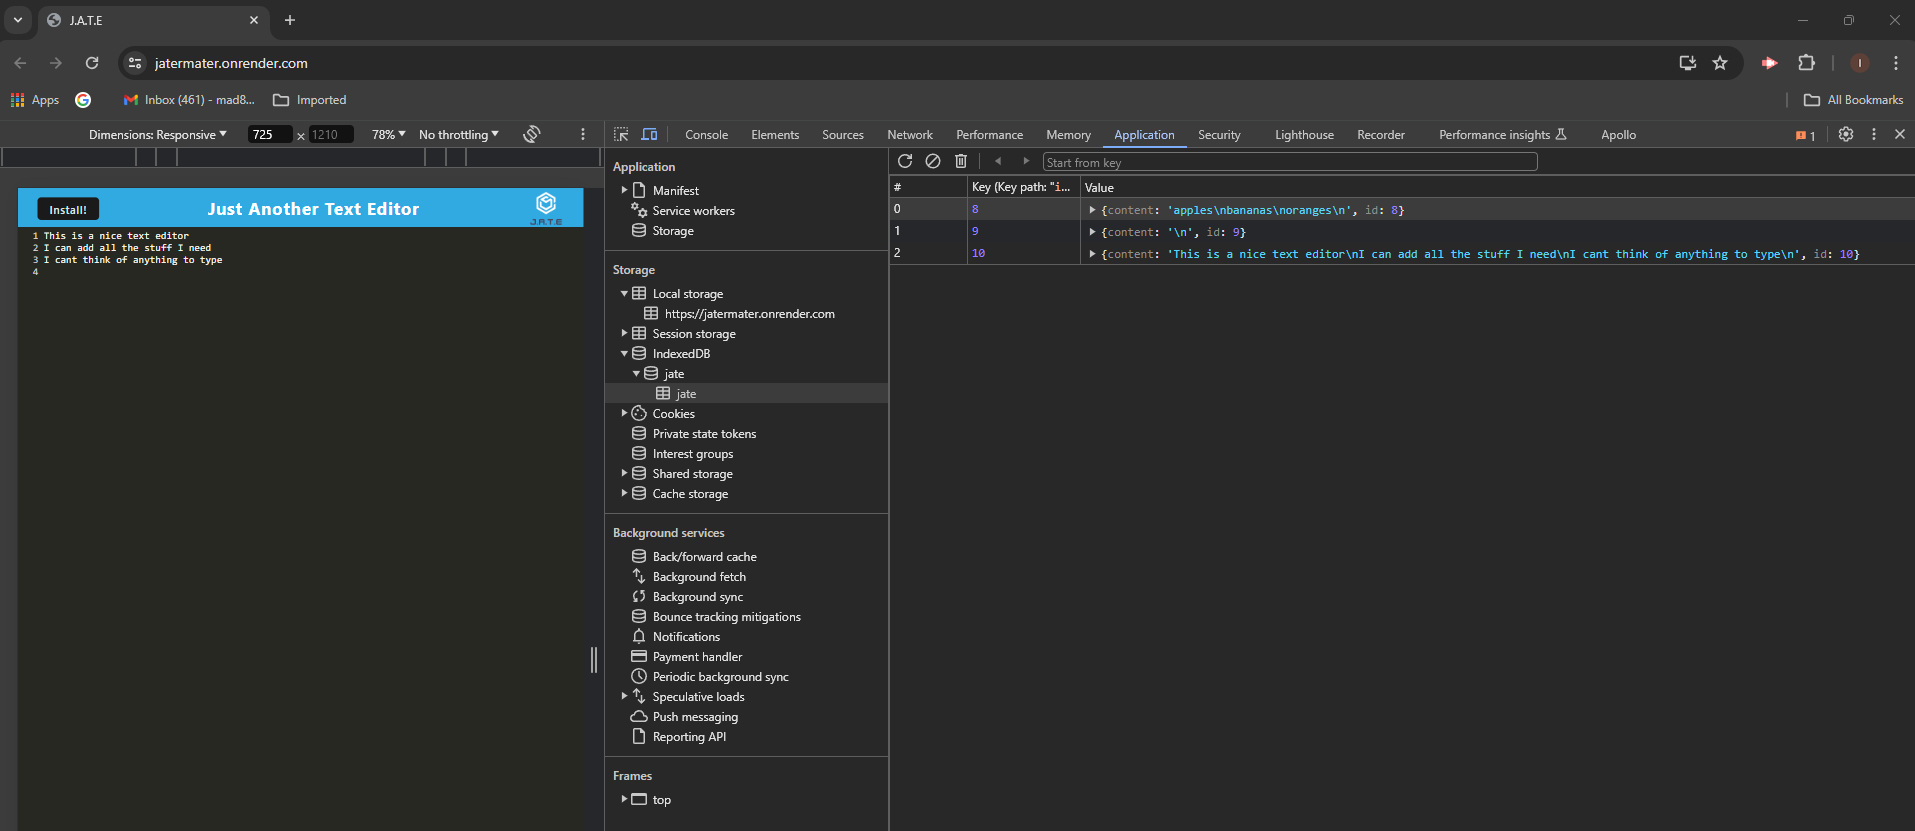 J.A.T.E
jatermater.onrender.com
Apps
Inbox (461) - mad8...
Imported
All Bookmarks
Dimensions: Responsive 725 × 1210 78% No throttling
Console Elements Sources Network Performance Memory Application Security Lighthouse Recorder Performance insights Apollo 1
Install!
Just Another Text Editor
J.A.T.E
1 This is a nice text editor
2 I can add all the stuff I need
3 I cant think of anything to type
4
Application
Manifest
Service workers
Storage
Storage
Local storage
https://jatermater.onrender.com
Session storage
IndexedDB
jate
jate
Cookies
Private state tokens
Interest groups
Shared storage
Cache storage
Background services
Back/forward cache
Background fetch
Background sync
Bounce tracking mitigations
Notifications
Payment handler
Periodic background sync
Speculative loads
Push messaging
Reporting API
Frames
top
Start from key
# Key (Key path: "i... Value
0 8 {content: 'apples\nbananas\noranges\n', id: 8}
1 9 {content: '\n', id: 9}
2 10 {content: 'This is a nice text editor\nI can add all the stuff I need\nI cant think of anything to type\n', id: 10}